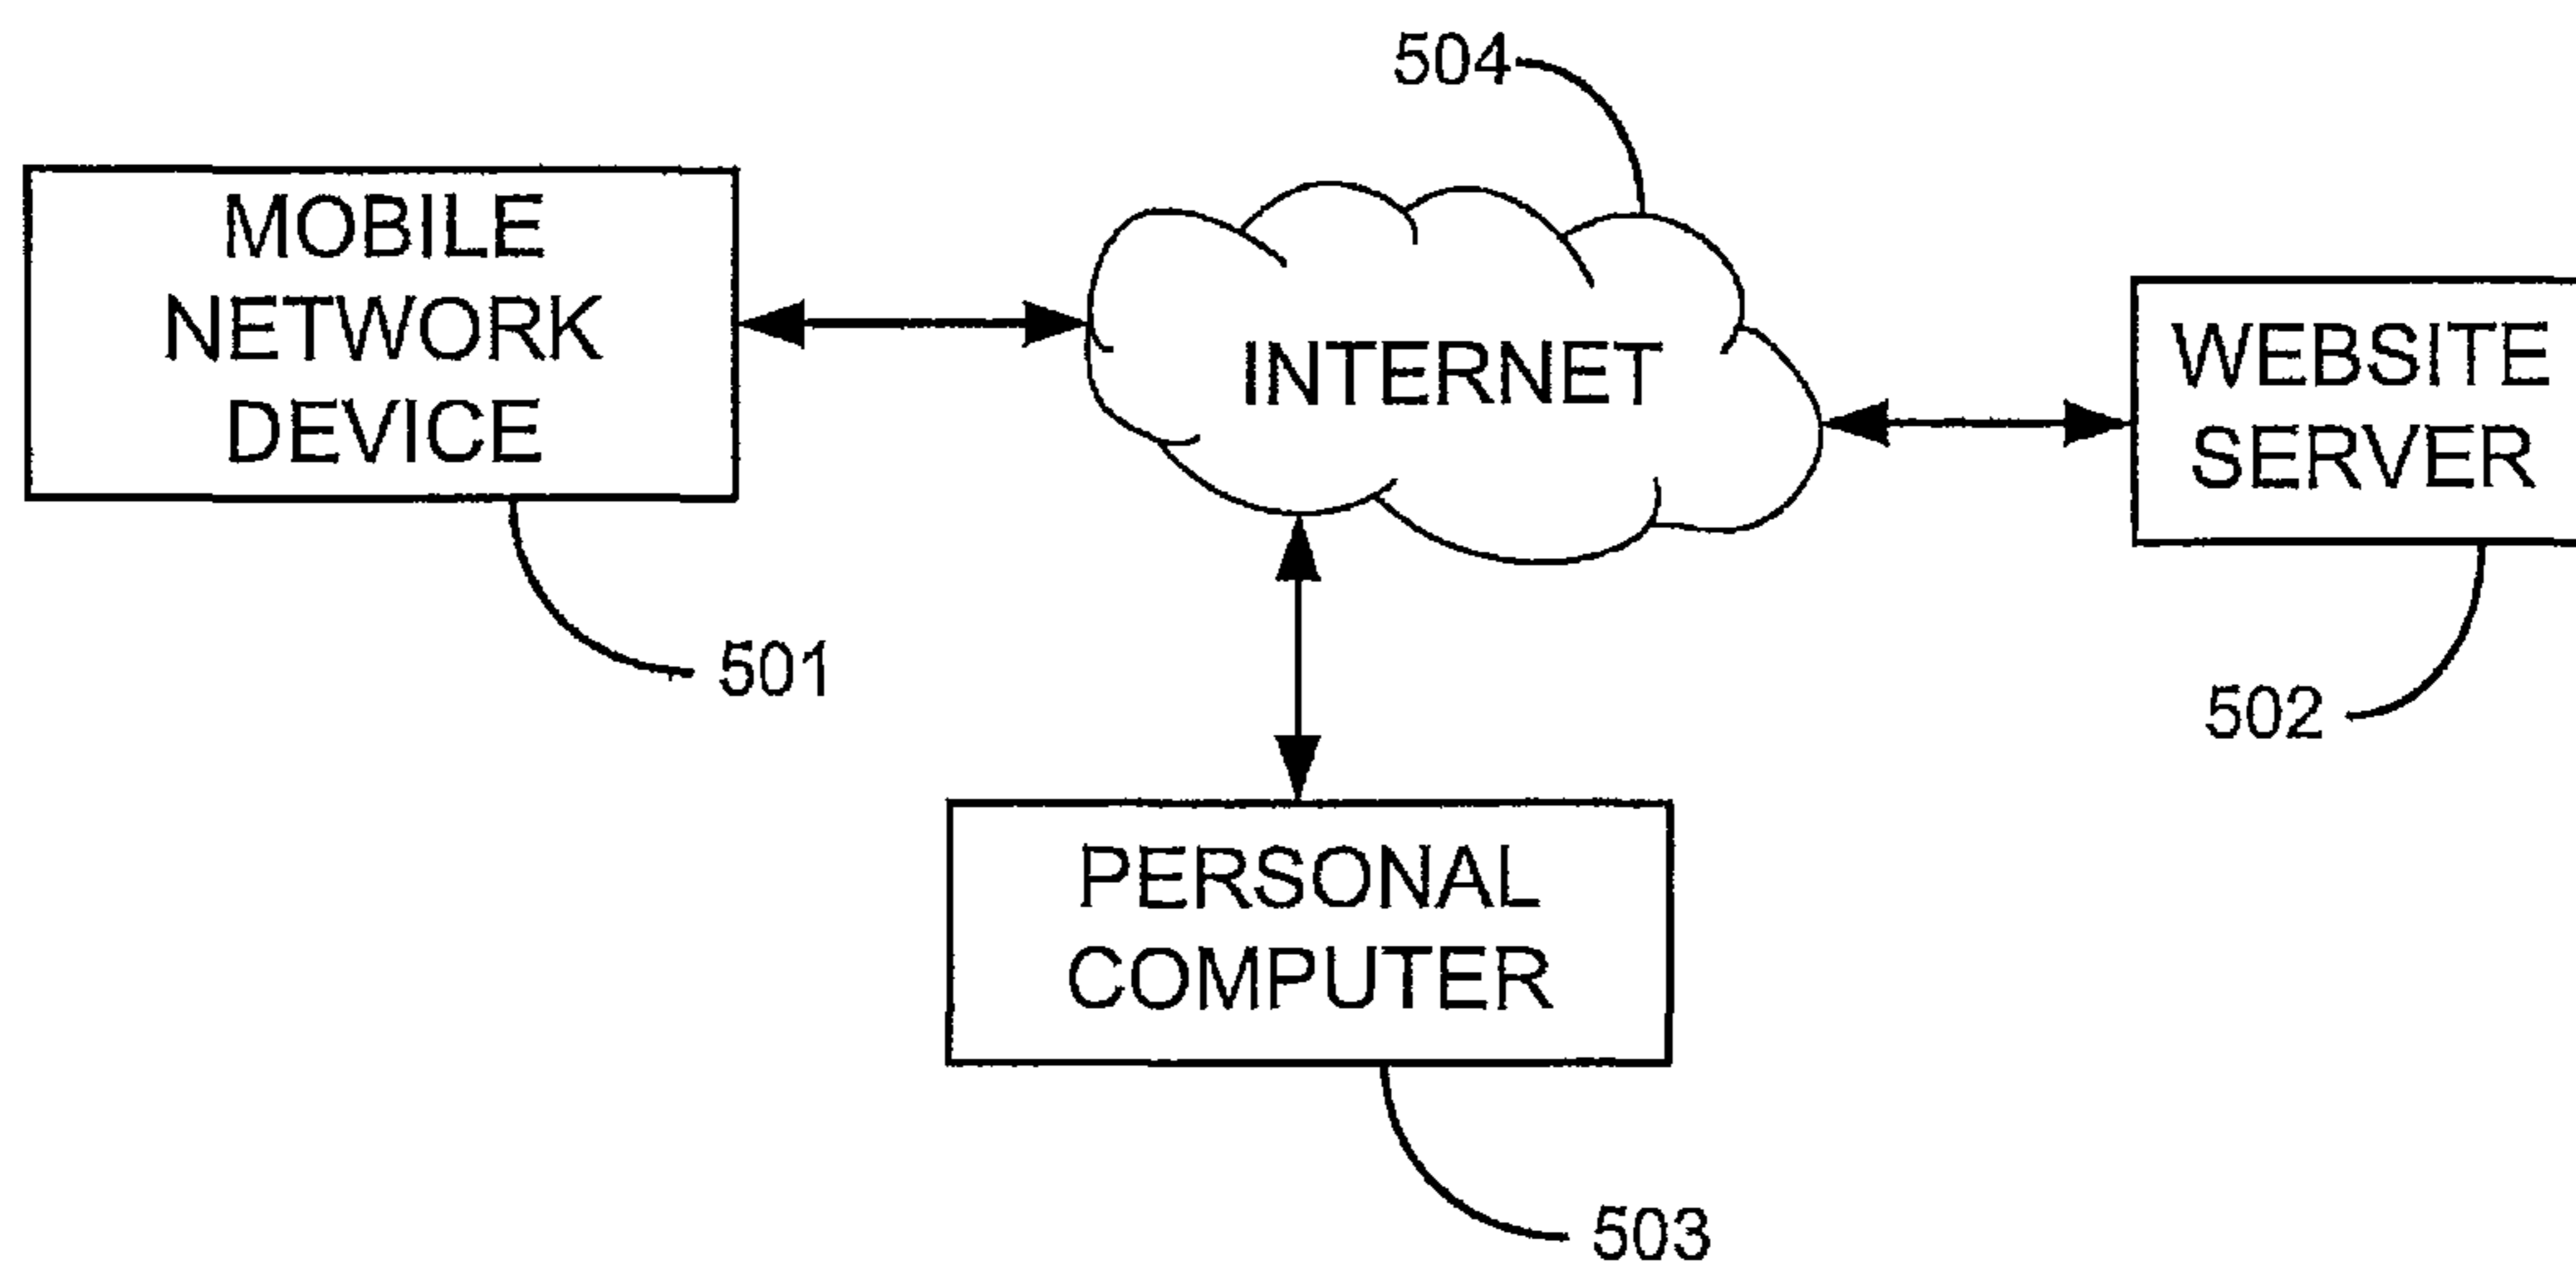 504
MOBILE
NETWORK
DEVICE
INTERNET
WEBSITE
SERVER
501
502
PERSONAL
COMPUTER
503